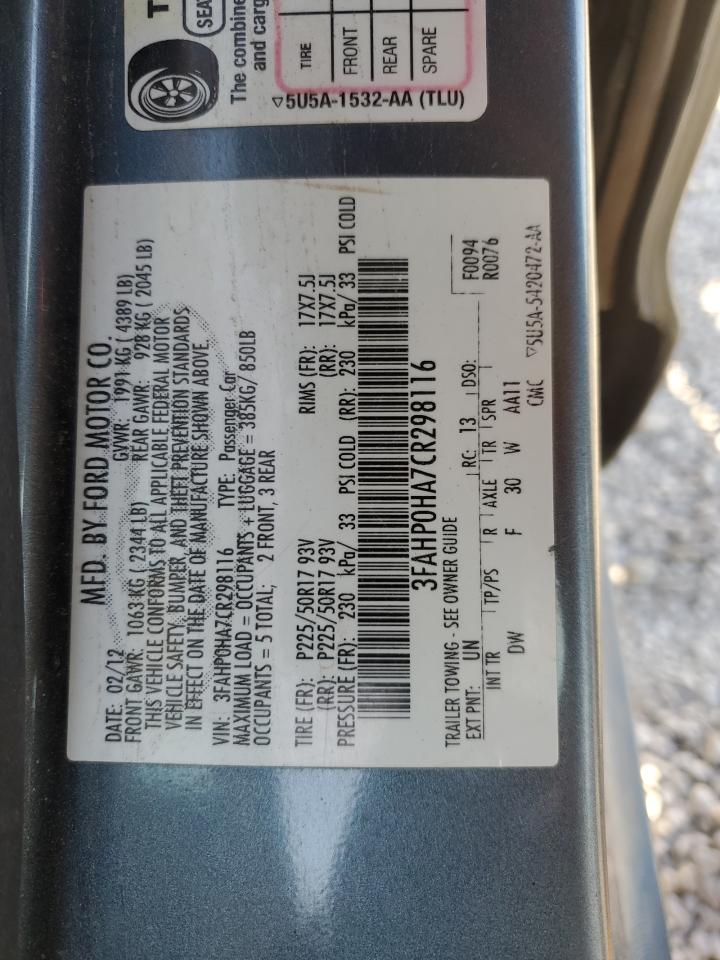 SEA
The combine
and carg
TIRE
FRONT
REAR
SPARE
▽5U5A-1532-AA (TLU)
MFD. BY FORD MOTOR CO.
DATE: 02/12 GVWR: 1991 KG ( 4389 LB)
FRONT GAWR: 1063 KG ( 2344 LB) REAR GAWR: 928 KG ( 2045 LB)
THIS VEHICLE CONFORMS TO ALL APPLICABLE FEDERAL MOTOR
VEHICLE SAFETY, BUMPER, AND THEFT PREVENTION STANDARDS
IN EFFECT ON THE DATE OF MANUFACTURE SHOWN ABOVE.
VIN: 3FAHP0HA7CR298116 TYPE: Passenger Car
MAXIMUM LOAD = OCCUPANTS + LUGGAGE = 385KG/ 850LB
OCCUPANTS = 5 TOTAL; 2 FRONT, 3 REAR
TIRE (FR): P225/50R17 93V RIMS (FR): 17X7.5J
(RR): P225/50R17 93V (RR): 17X7.5J
PRESSURE (FR): 230 kPa/ 33 PSI COLD (RR): 230 kPa/ 33 PSI COLD
3FAHP0HA7CR298116
TRAILER TOWING - SEE OWNER GUIDE F0094
EXT PNT: UN RC: 13 DSO: R0076
INT TR TP/PS R AXLE TR SPR
DW F 30 W AA11
CMC ▽5U5A-5420472-AA